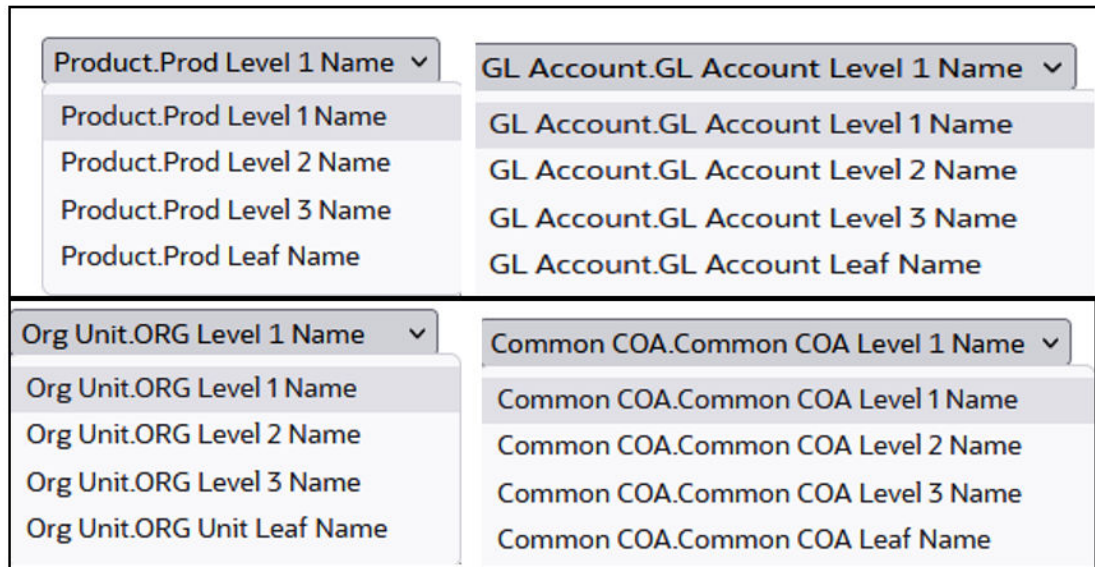 Product.Prod Level 1 Name
Product.Prod Level 1 Name
Product.Prod Level 2 Name
Product.Prod Level 3 Name
Product.Prod Leaf Name
GL Account.GL Account Level 1 Name
GL Account.GL Account Level 1 Name
GL Account.GL Account Level 2 Name
GL Account.GL Account Level 3 Name
GL Account.GL Account Leaf Name
Org Unit.ORG Level 1 Name
Org Unit.ORG Level 1 Name
Org Unit.ORG Level 2 Name
Org Unit.ORG Level 3 Name
Org Unit.ORG Unit Leaf Name
Common COA.Common COA Level 1 Name
Common COA.Common COA Level 1 Name
Common COA.Common COA Level 2 Name
Common COA.Common COA Level 3 Name
Common COA.Common COA Leaf Name